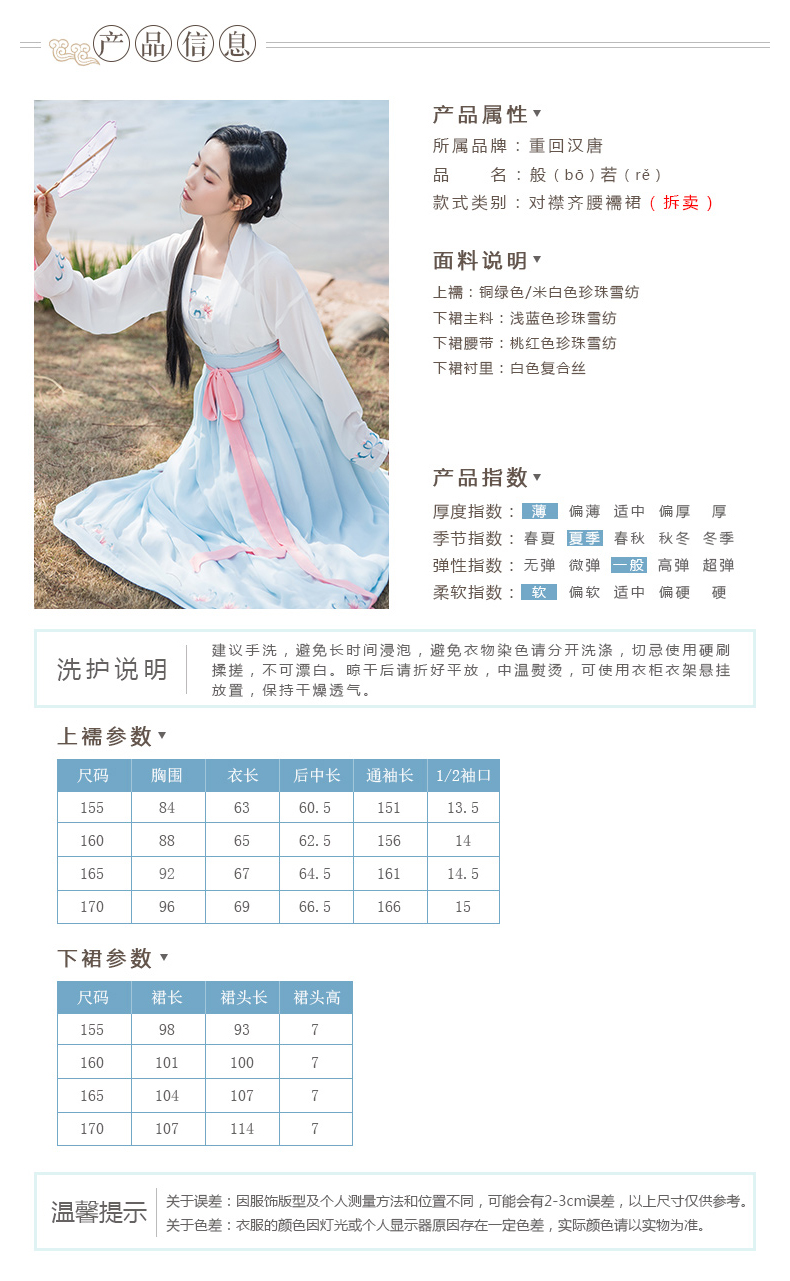 产品信息
产品属性
所属品牌：重回汉唐
品 名：般（bō）若（rě）
款式类别：对襟齐腰襦裙（拆卖）
面料说明
上襦：铜绿色/米白色珍珠雪纺
下裙主料：浅蓝色珍珠雪纺
下裙腰带：桃红色珍珠雪纺
下裙衬里：白色复合丝
产品指数
厚度指数：薄 偏薄 适中 偏厚 厚
季节指数：春夏 夏季 春秋 秋冬 冬季
弹性指数：无弹 微弹 一般 高弹 超弹
柔软指数：软 偏软 适中 偏硬 硬
洗护说明
建议手洗，避免长时间浸泡，避免衣物染色请分开洗涤，切忌使用硬刷
揉搓，不可漂白。晾干后请折好平放，中温熨烫，可使用衣柜衣架悬挂
放置，保持干燥透气。
上襦参数
尺码 胸围 衣长 后中长 通袖长 1/2袖口
155 84 63 60.5 151 13.5
160 88 65 62.5 156 14
165 92 67 64.5 161 14.5
170 96 69 66.5 166 15
下裙参数
尺码 裙长 裙头长 裙头高
155 98 93 7
160 101 100 7
165 104 107 7
170 107 114 7
温馨提示
关于误差：因服饰版型及个人测量方法和位置不同，可能会有2-3cm误差，以上尺寸仅供参考。
关于色差：衣服的颜色因灯光或个人显示器原因存在一定色差，实际颜色请以实物为准。